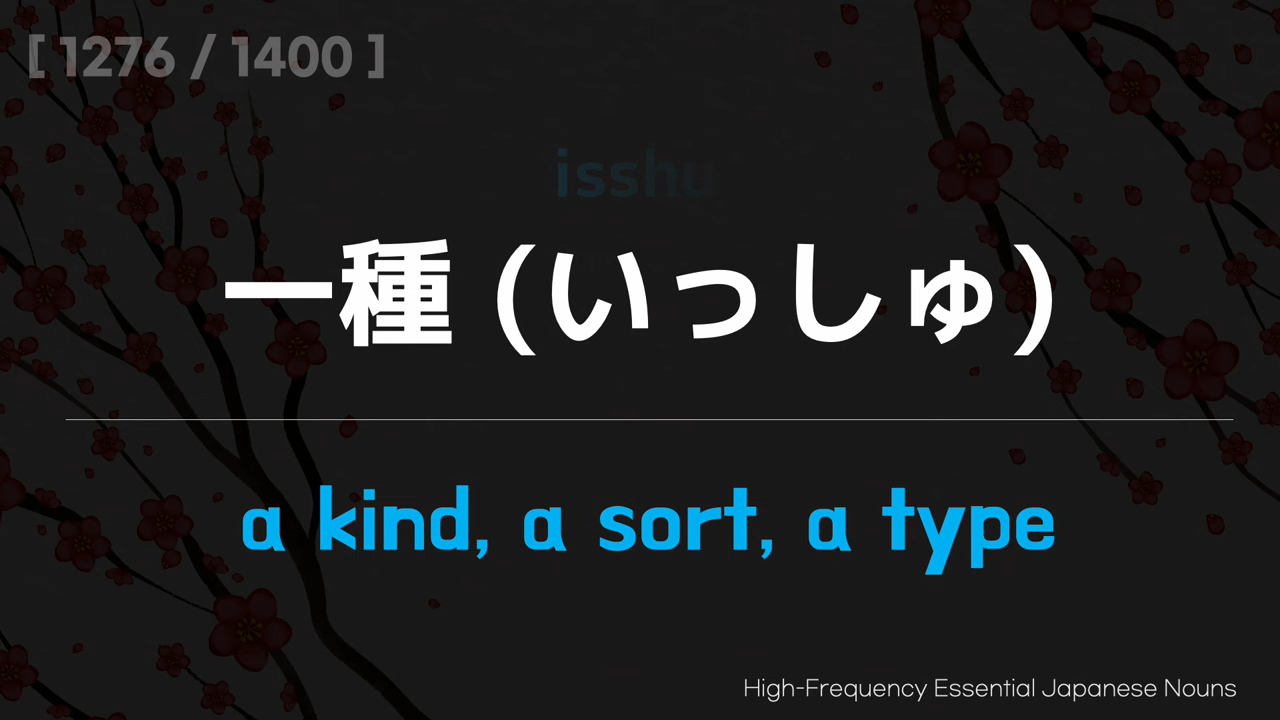 [ 1276 / 1400 ]
isshu
一種 (いっしゅ)
a kind, a sort, a type
High-Frequency Essential Japanese Nouns